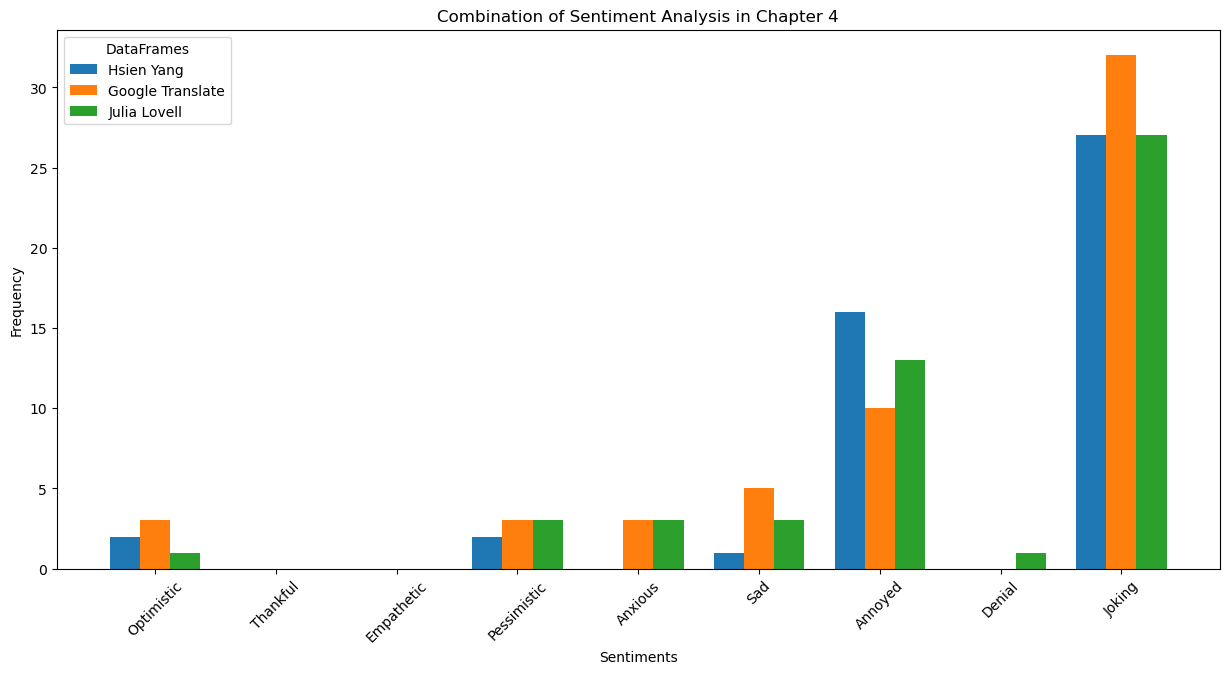 Combination of Sentiment Analysis in Chapter 4
DataFrames
Hsien Yang
Google Translate
Julia Lovell
Frequency
30
25
20
15
10
5
0
Optimistic
Thankful
Empathetic
Pessimistic
Anxious
Sad
Annoyed
Denial
Joking
Sentiments